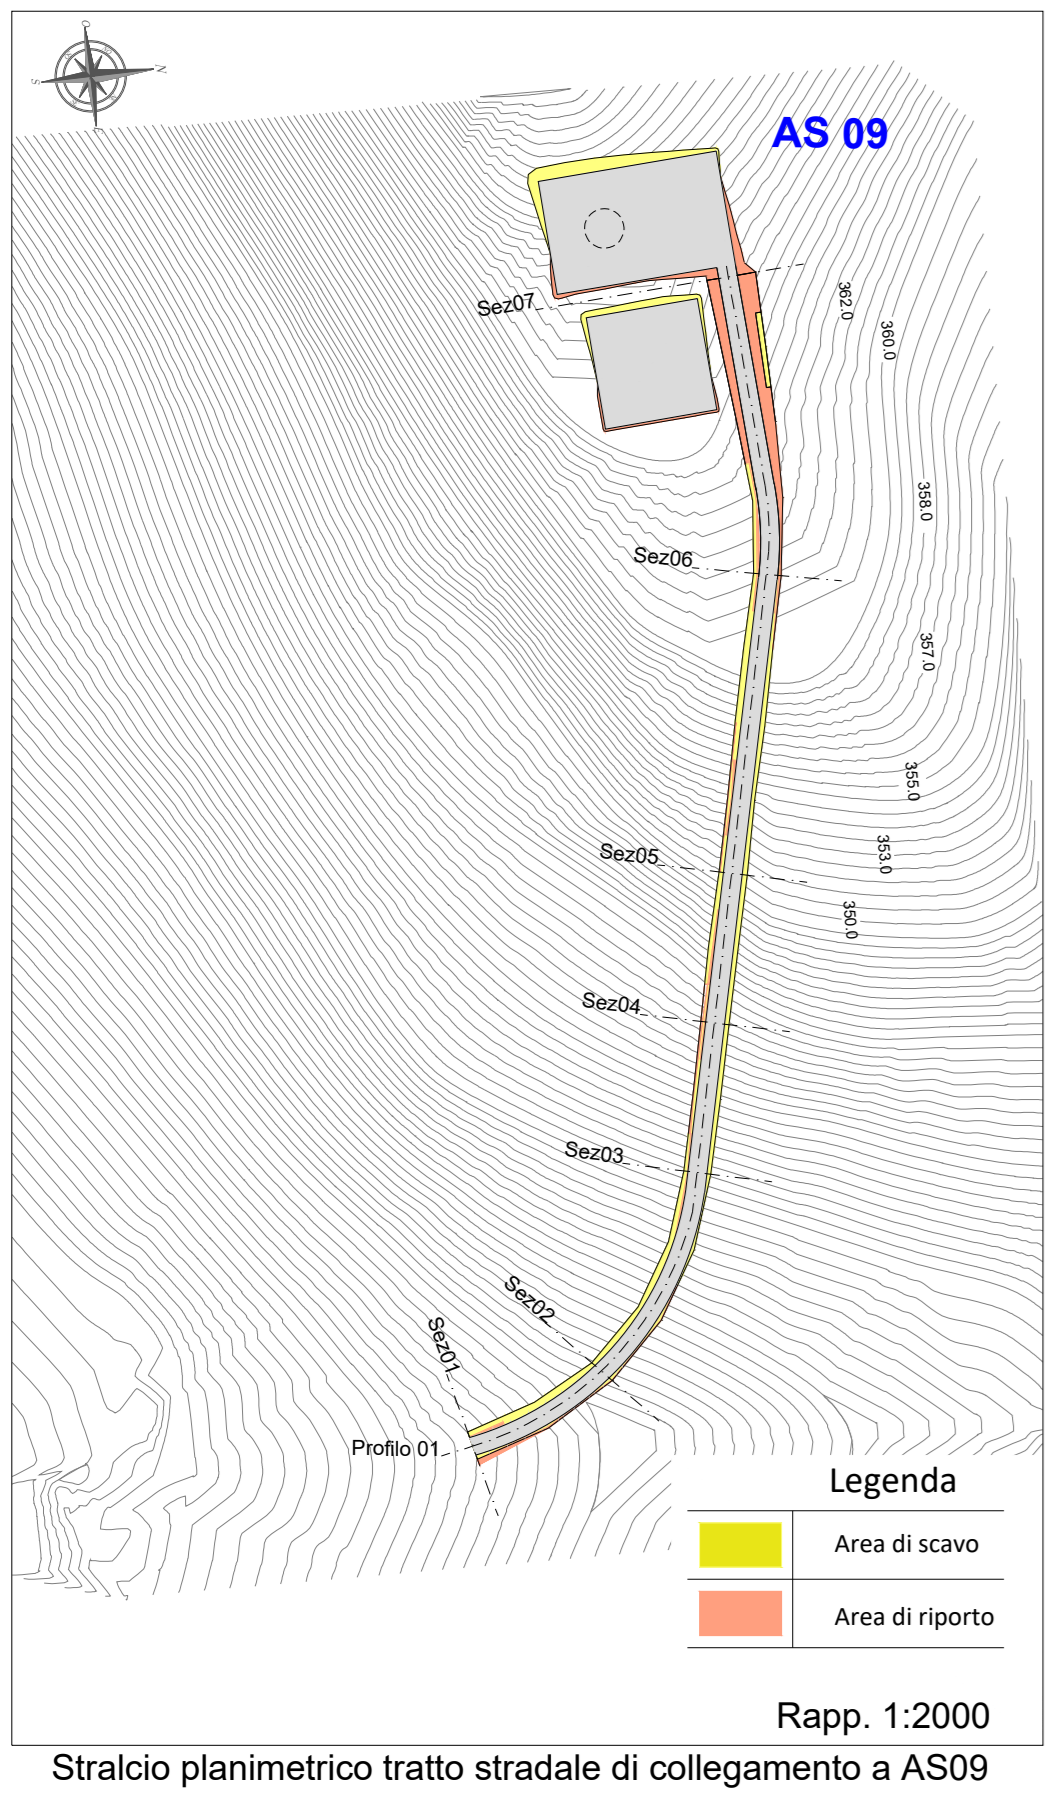 O
N
S
E
AS 09
362.0
Sez07
360.0
358.0
Sez06
357.0
355.0
Sez05
353.0
350.0
Sez04
Sez03
Sez02
Sez01
Profilo 01
Legenda
Area di scavo
Area di riporto
Rapp. 1:2000
Stralcio planimetrico tratto stradale di collegamento a AS09